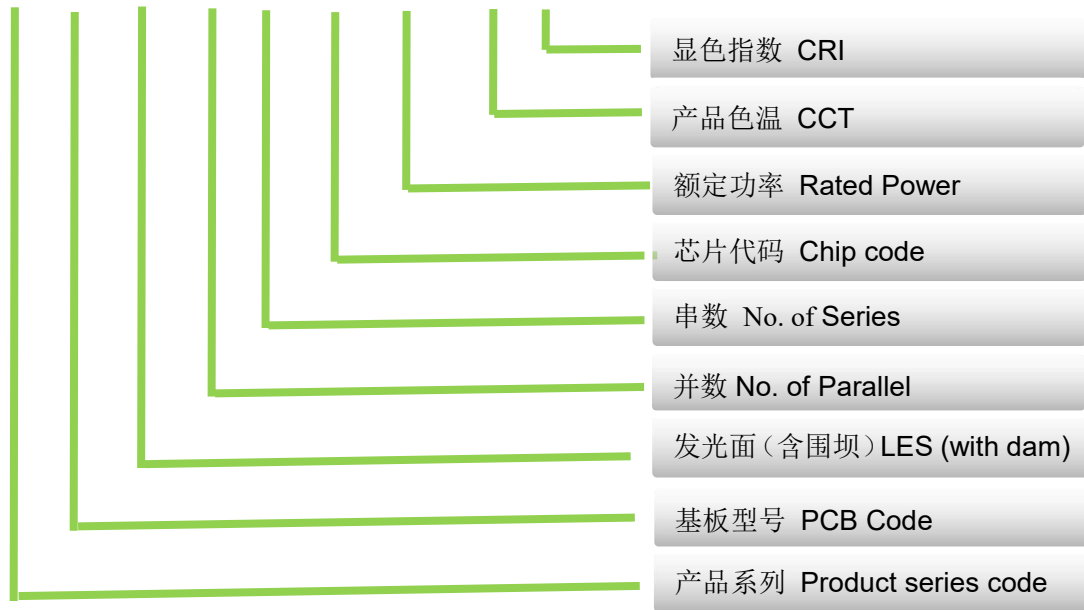 显色指数 CRI
产品色温 CCT
额定功率 Rated Power
芯片代码 Chip code
串数 No. of Series
并数 No. of Parallel
发光面（含围坝）LES (with dam)
基板型号 PCB Code
产品系列 Product series code